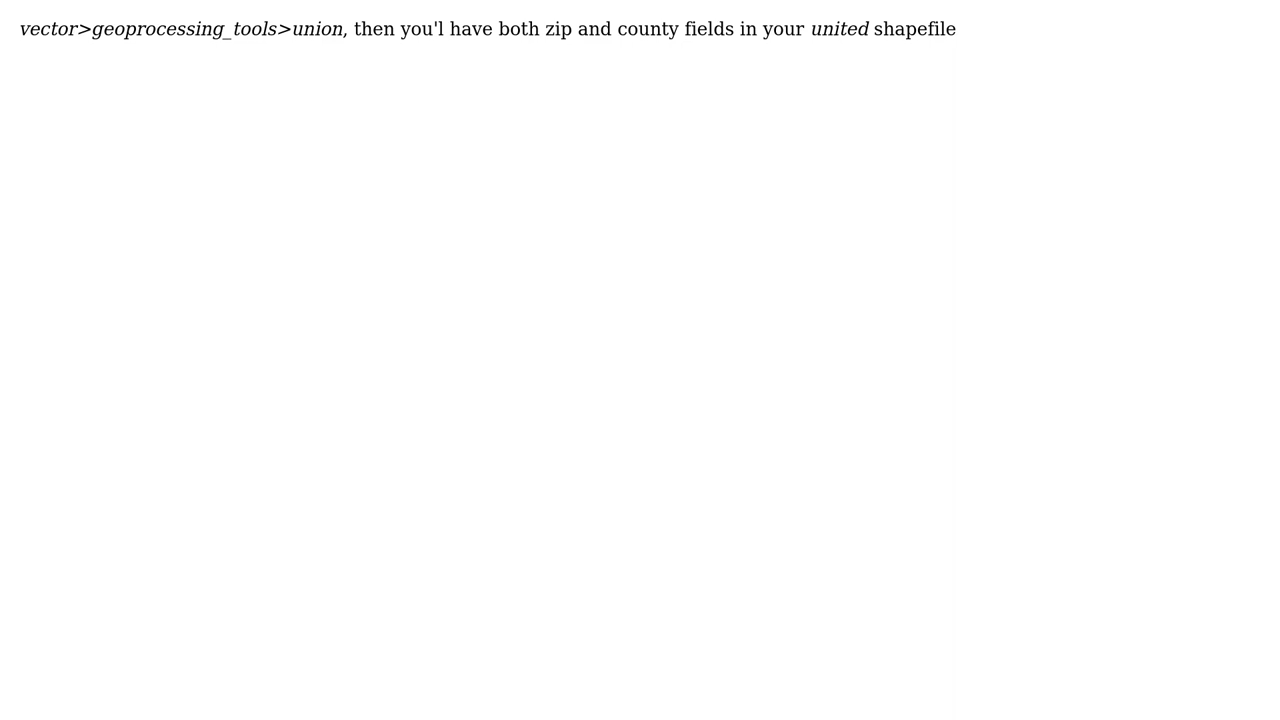 vector>geoprocessing_tools>union, then you'l have both zip and county fields in your united shapefile